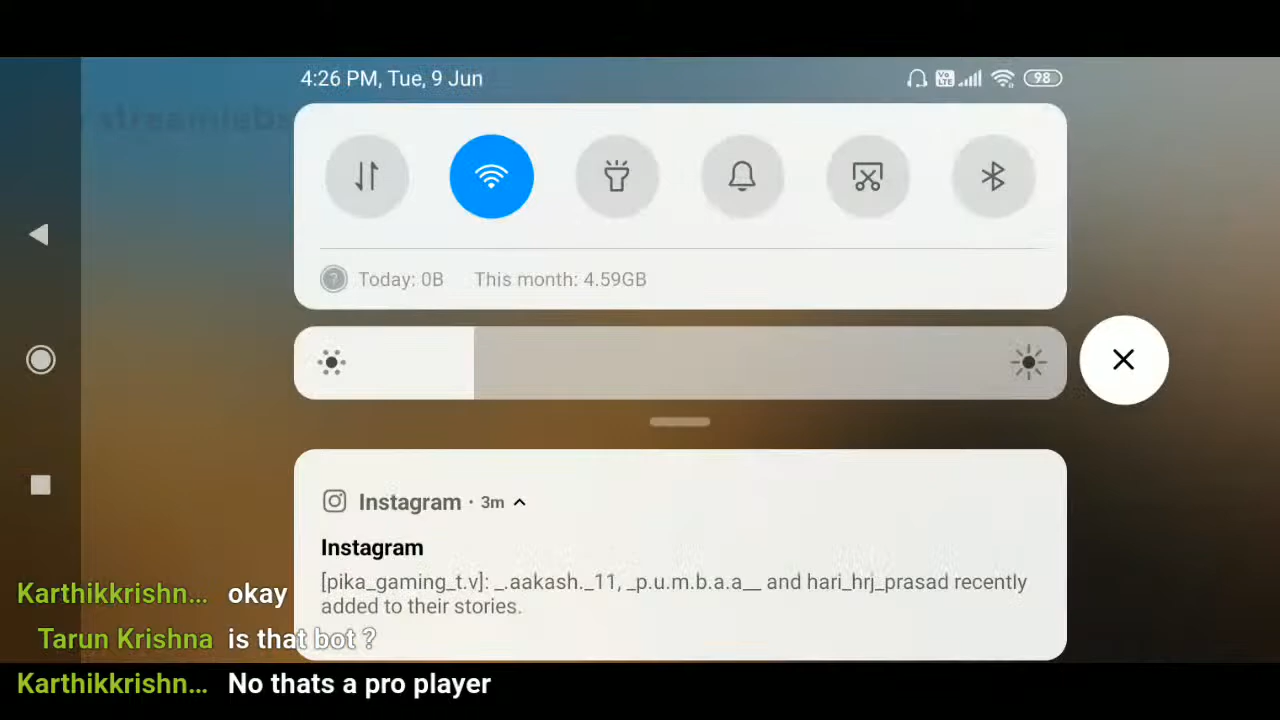 4:26 PM, Tue, 9 Jun
Vo LTE
98
Today: 0B This month: 4.59GB
Instagram · 3m
Instagram
[pika_gaming_t.v]: _.aakash._11, _p.u.m.b.a.a__ and hari_hrj_prasad recently
added to their stories.
Karthikkrishn... okay
Tarun Krishna is that bot ?
Karthikkrishn... No thats a pro player